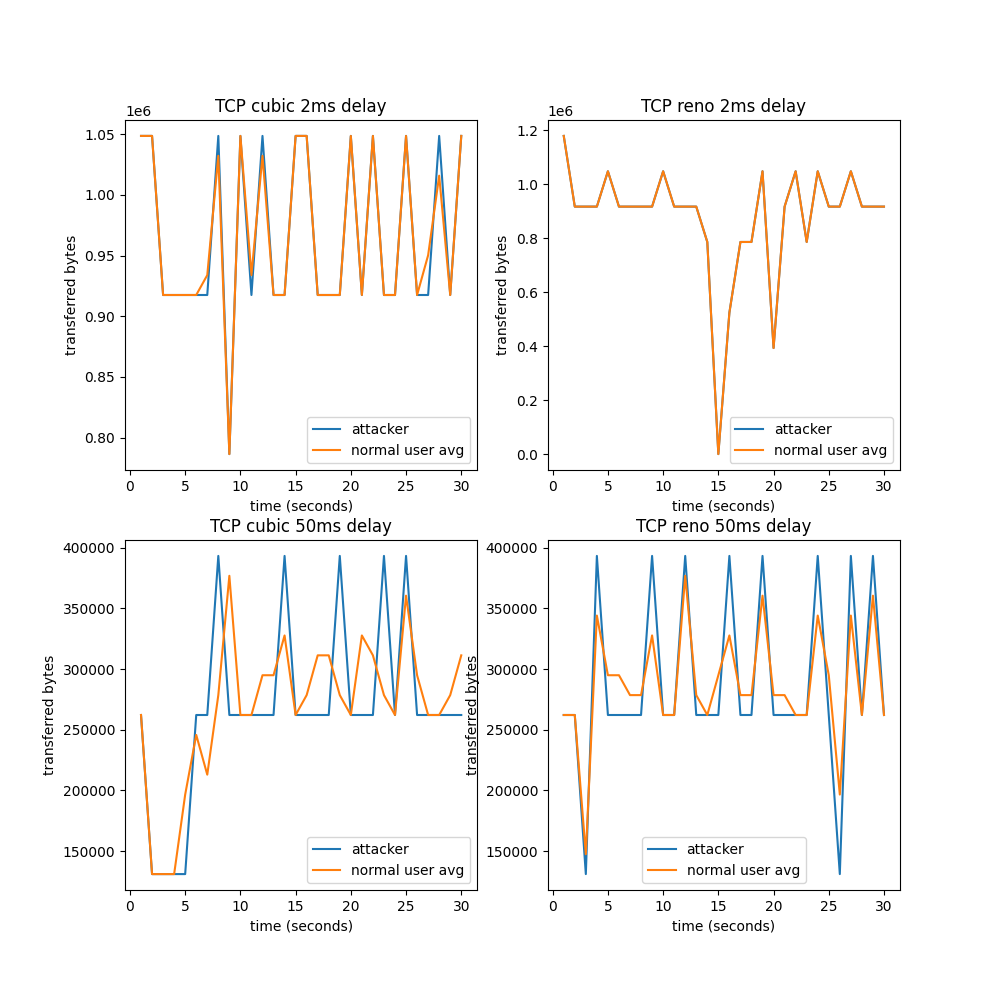 TCP cubic 2ms delay
1e6
1.05
1.00
0.95
0.90
0.85
0.80
transferred bytes
0 5 10 15 20 25 30
time (seconds)
attacker
normal user avg
TCP reno 2ms delay
1e6
1.2
1.0
0.8
0.6
0.4
0.2
0.0
transferred bytes
0 5 10 15 20 25 30
time (seconds)
attacker
normal user avg
TCP cubic 50ms delay
400000
350000
300000
250000
200000
150000
transferred bytes
0 5 10 15 20 25 30
time (seconds)
attacker
normal user avg
TCP reno 50ms delay
400000
350000
300000
250000
200000
150000
transferred bytes
0 5 10 15 20 25 30
time (seconds)
attacker
normal user avg